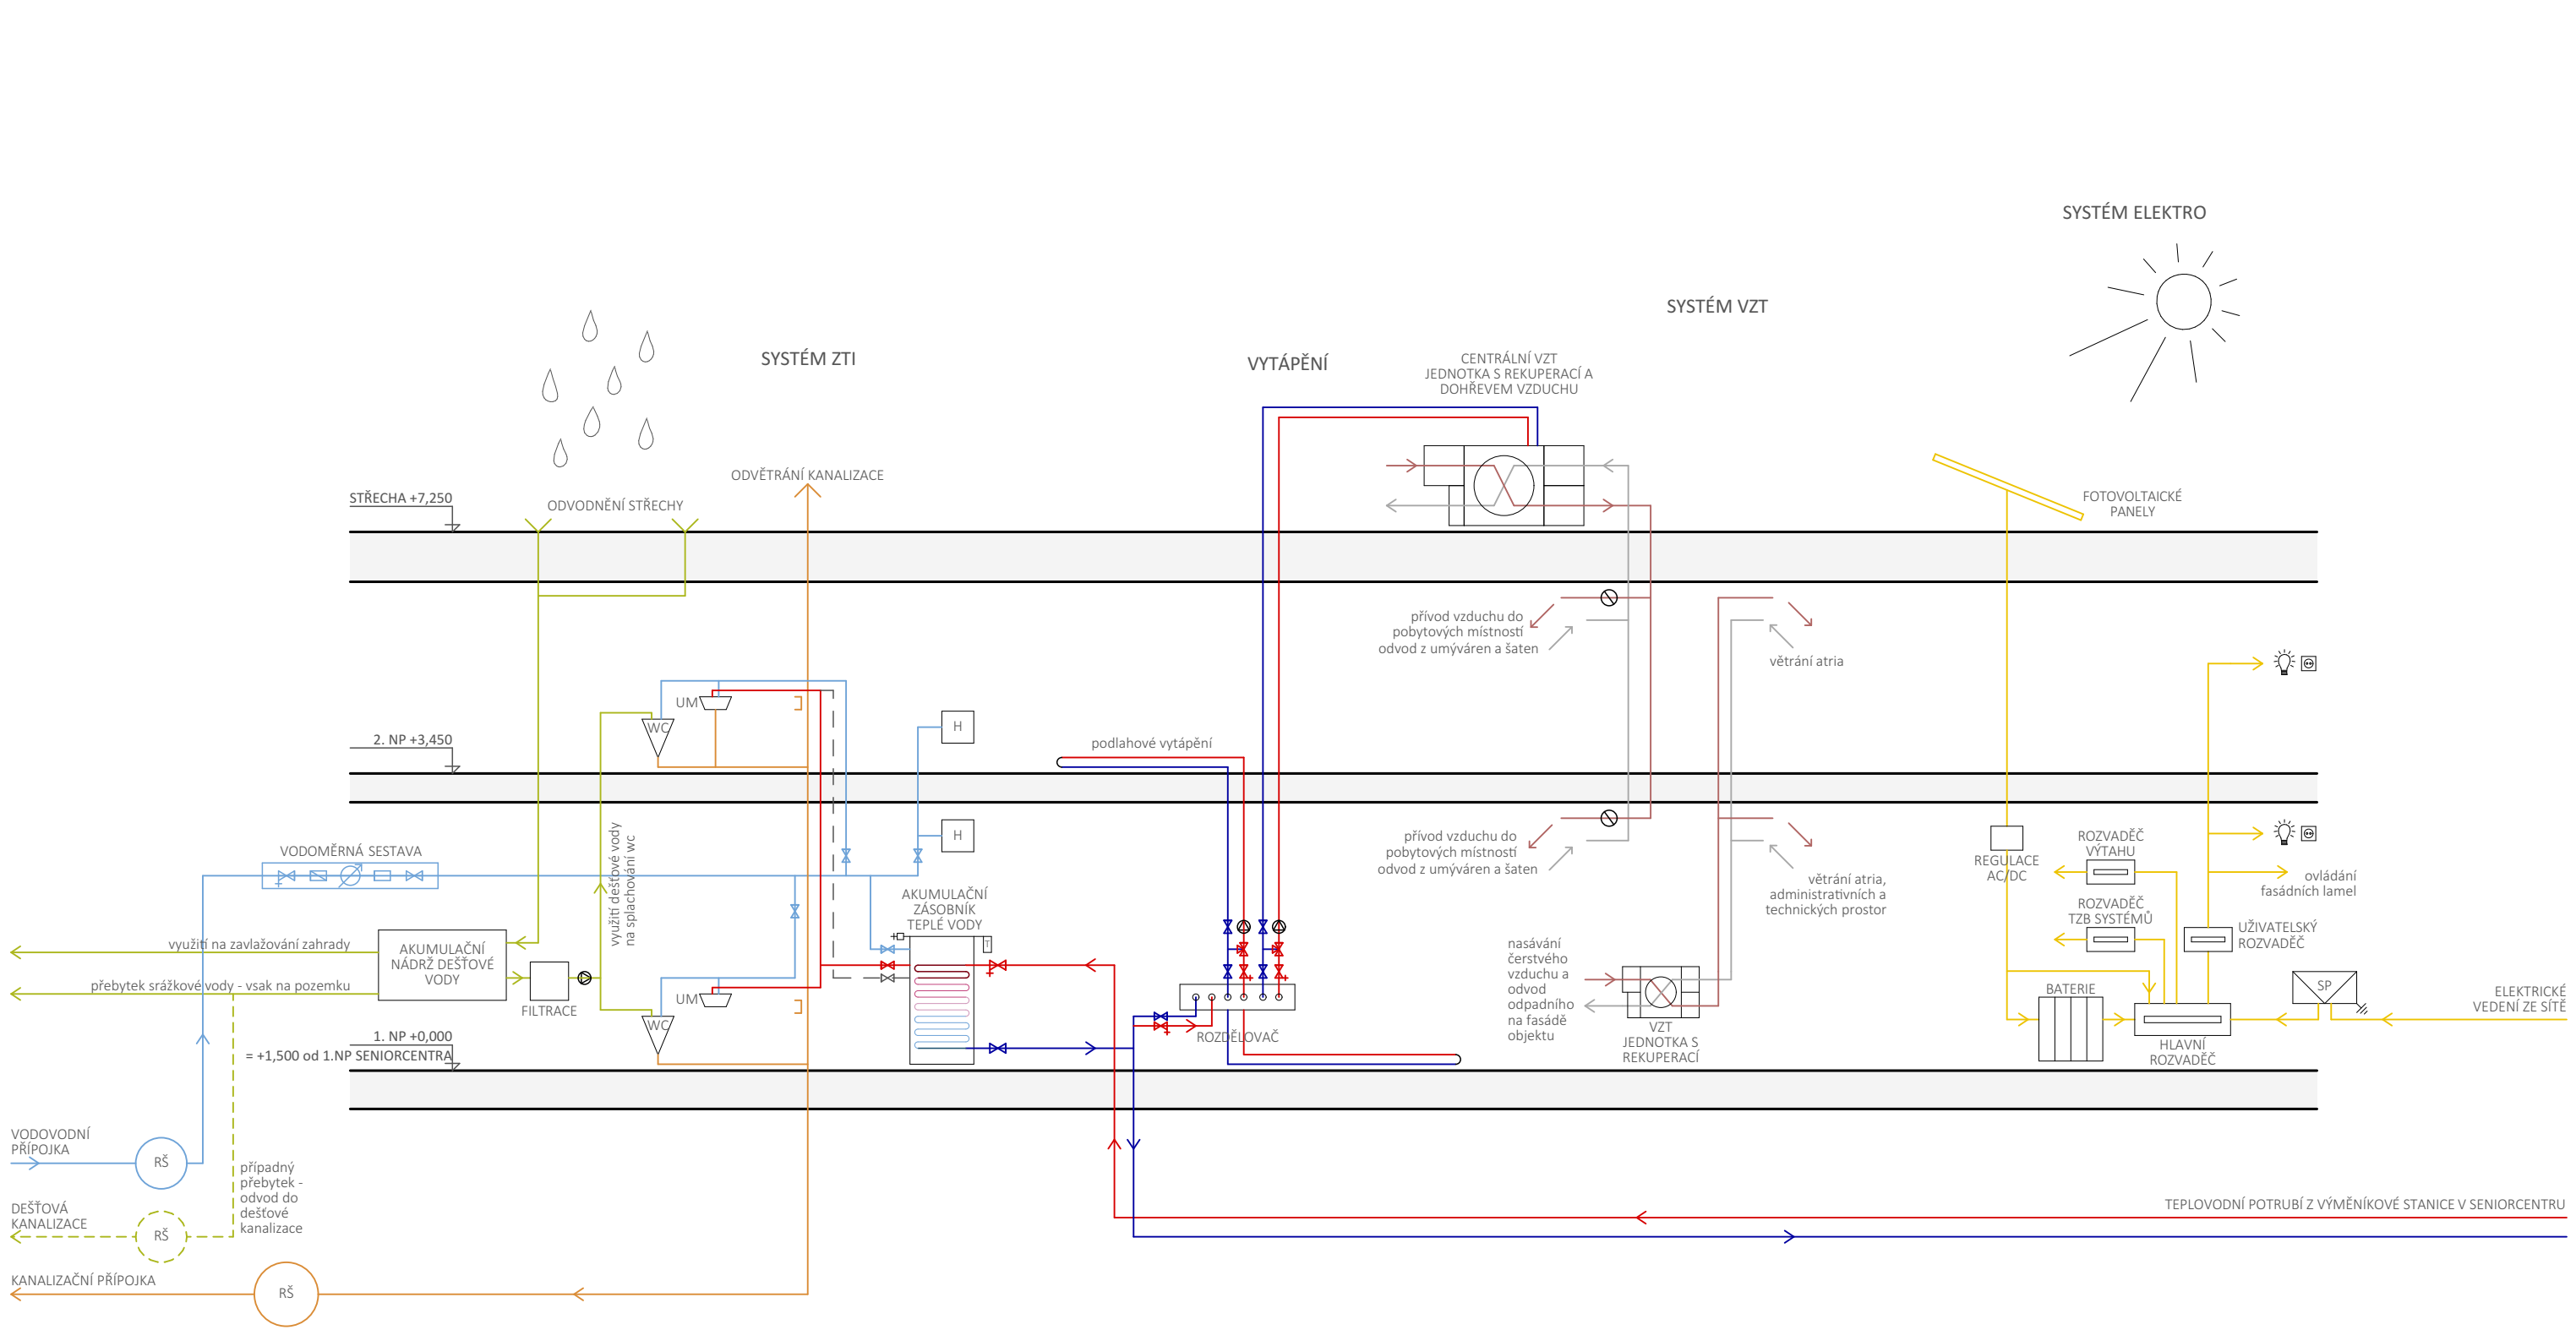 SYSTÉM ELEKTRO
SYSTÉM VZT
SYSTÉM ZTI
VYTÁPĚNÍ
CENTRÁLNÍ VZT
JEDNOTKA S REKUPERACÍ A
DOHŘEVEM VZDUCHU
ODVĚTRÁNÍ KANALIZACE
STŘECHA +7,250
ODVODNĚNÍ STŘECHY
FOTOVOLTAICKÉ
PANELY
přívod vzduchu do
pobytových místností
odvod z umýváren a šaten
větrání atria
UM
WC
H
2. NP +3,450
podlahové vytápění
H
využití dešťové vody
na splachování wc
VODOMĚRNÁ SESTAVA
přívod vzduchu do
pobytových místností
odvod z umýváren a šaten
větrání atria,
administrativních a
technických prostor
REGULACE
AC/DC
ROZVADĚČ
VÝTAHU
ovládání
fasádních lamel
ROZVADĚČ
TZB SYSTÉMŮ
UŽIVATELSKÝ
ROZVADĚČ
AKUMULAČNÍ
ZÁSOBNÍK
TEPLÉ VODY
T
využití na zavlažování zahrady
AKUMULAČNÍ
NÁDRŽ DEŠŤOVÉ
VODY
přebytek srážkové vody - vsak na pozemku
FILTRACE
UM
WC
nasávání
čerstvého
vzduchu a
odvod
odpadního
na fasádě
objektu
VZT
JEDNOTKA S
REKUPERACÍ
BATERIE
SP
ELEKTRICKÉ
VEDENÍ ZE SÍTĚ
HLAVNÍ
ROZVADĚČ
ROZDĚLOVAČ
1. NP +0,000
= +1,500 od 1.NP SENIORCENTRA
VODOVODNÍ
PŘÍPOJKA
RŠ
případný
přebytek -
odvod do
dešťové
kanalizace
DEŠŤOVÁ
KANALIZACE
RŠ
TEPLOVODNÍ POTRUBÍ Z VÝMĚNÍKOVÉ STANICE V SENIORCENTRU
KANALIZAČNÍ PŘÍPOJKA
RŠ